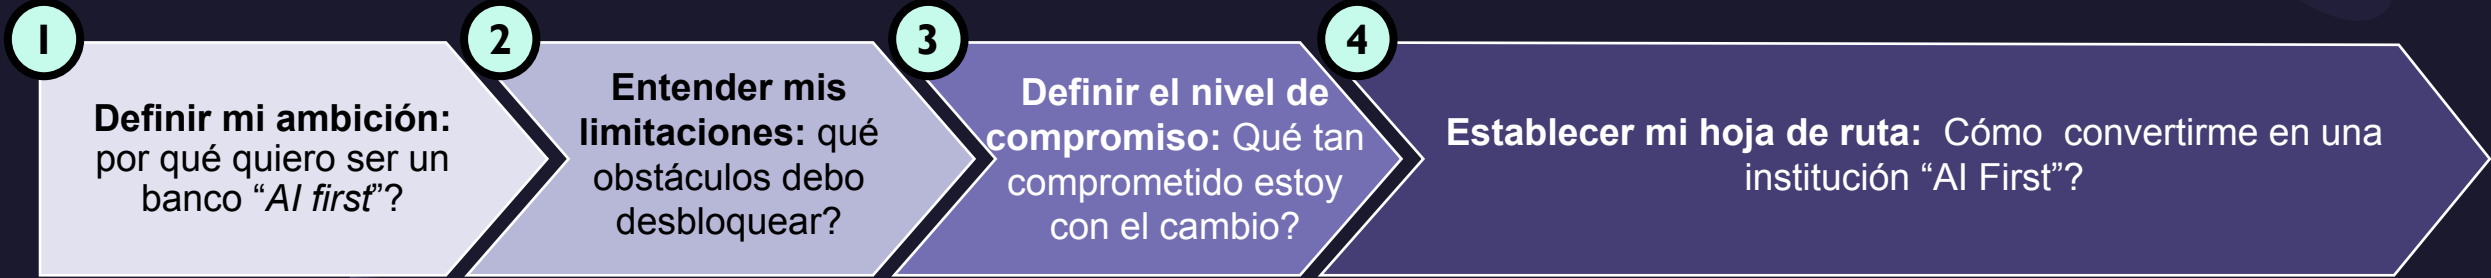 1
Definir mi ambición:
por qué quiero ser un
banco “AI first”?
2
Entender mis
limitaciones: qué
obstáculos debo
desbloquear?
3
Definir el nivel de
compromiso: Qué tan
comprometido estoy
con el cambio?
4
Establecer mi hoja de ruta:  Cómo  convertirme en una
institución “AI First”?